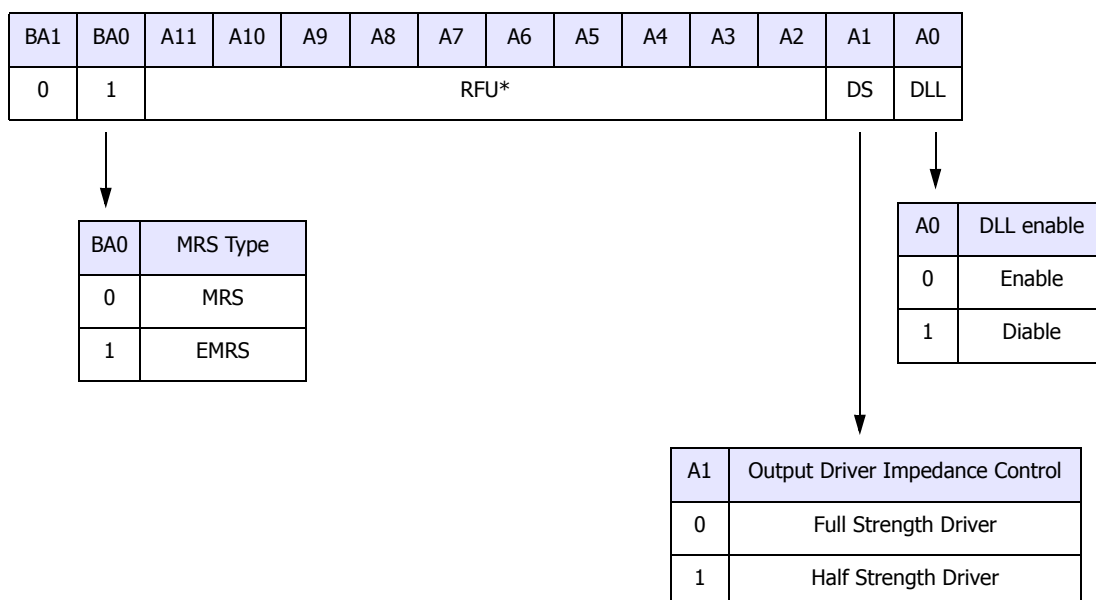 BA1 BA0 A11 A10 A9 A8 A7 A6 A5 A4 A3 A2 A1 A0
0 1 RFU* DS DLL
BA0 MRS Type
0 MRS
1 EMRS
A0 DLL enable
0 Enable
1 Diable
A1 Output Driver Impedance Control
0 Full Strength Driver
1 Half Strength Driver